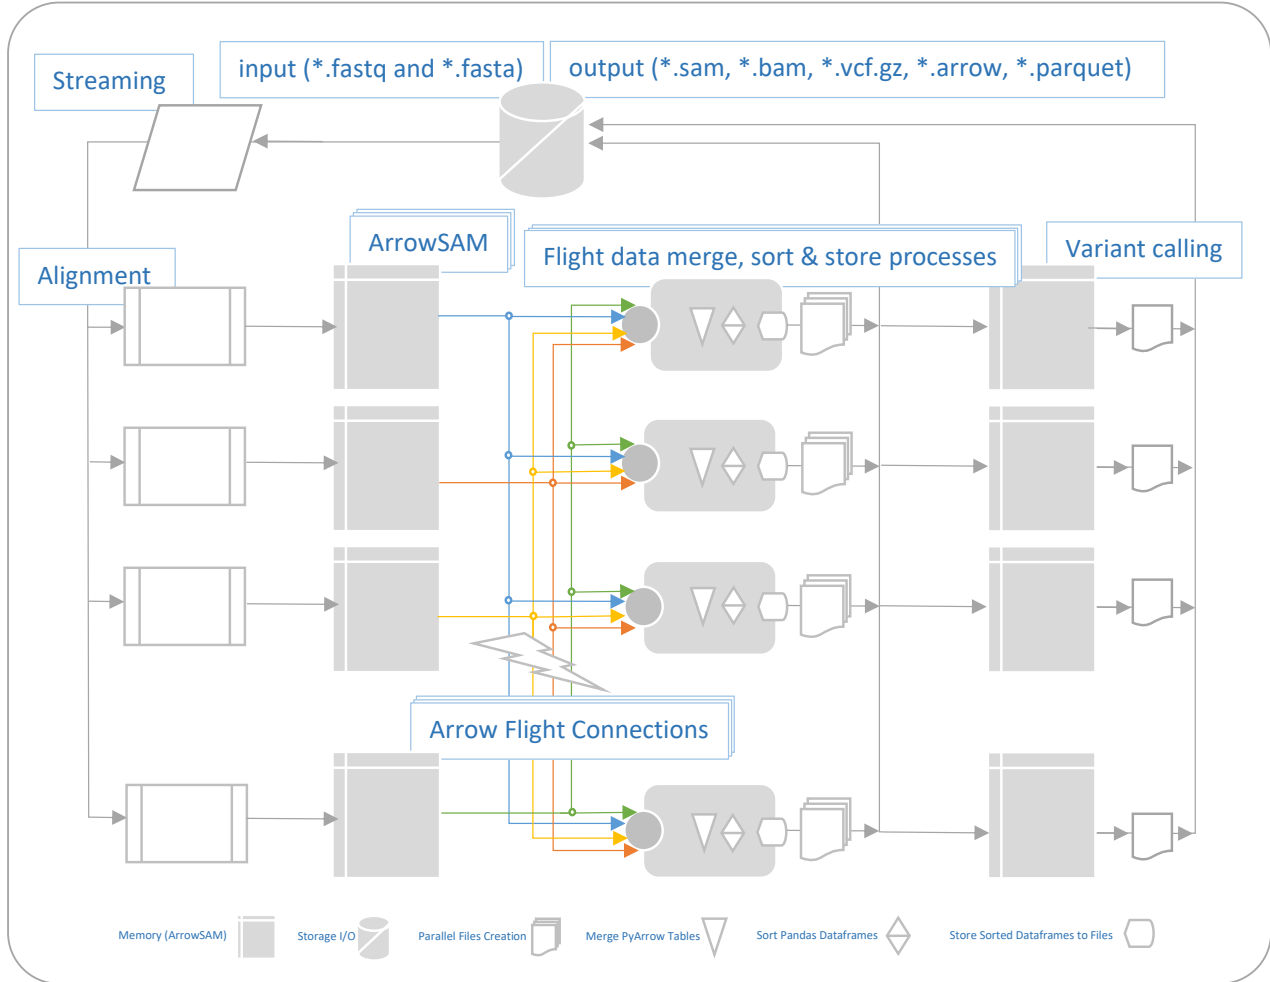 Streaming
input (*.fastq and *.fasta)
output (*.sam, *.bam, *.vcf.gz, *.arrow, *.parquet)
ArrowSAM
Flight data merge, sort & store processes
Variant calling
Alignment
Arrow Flight Connections
Memory (ArrowSAM)
Storage I/O
Parallel Files Creation
Merge PyArrow Tables
Sort Pandas Dataframes
Store Sorted Dataframes to Files